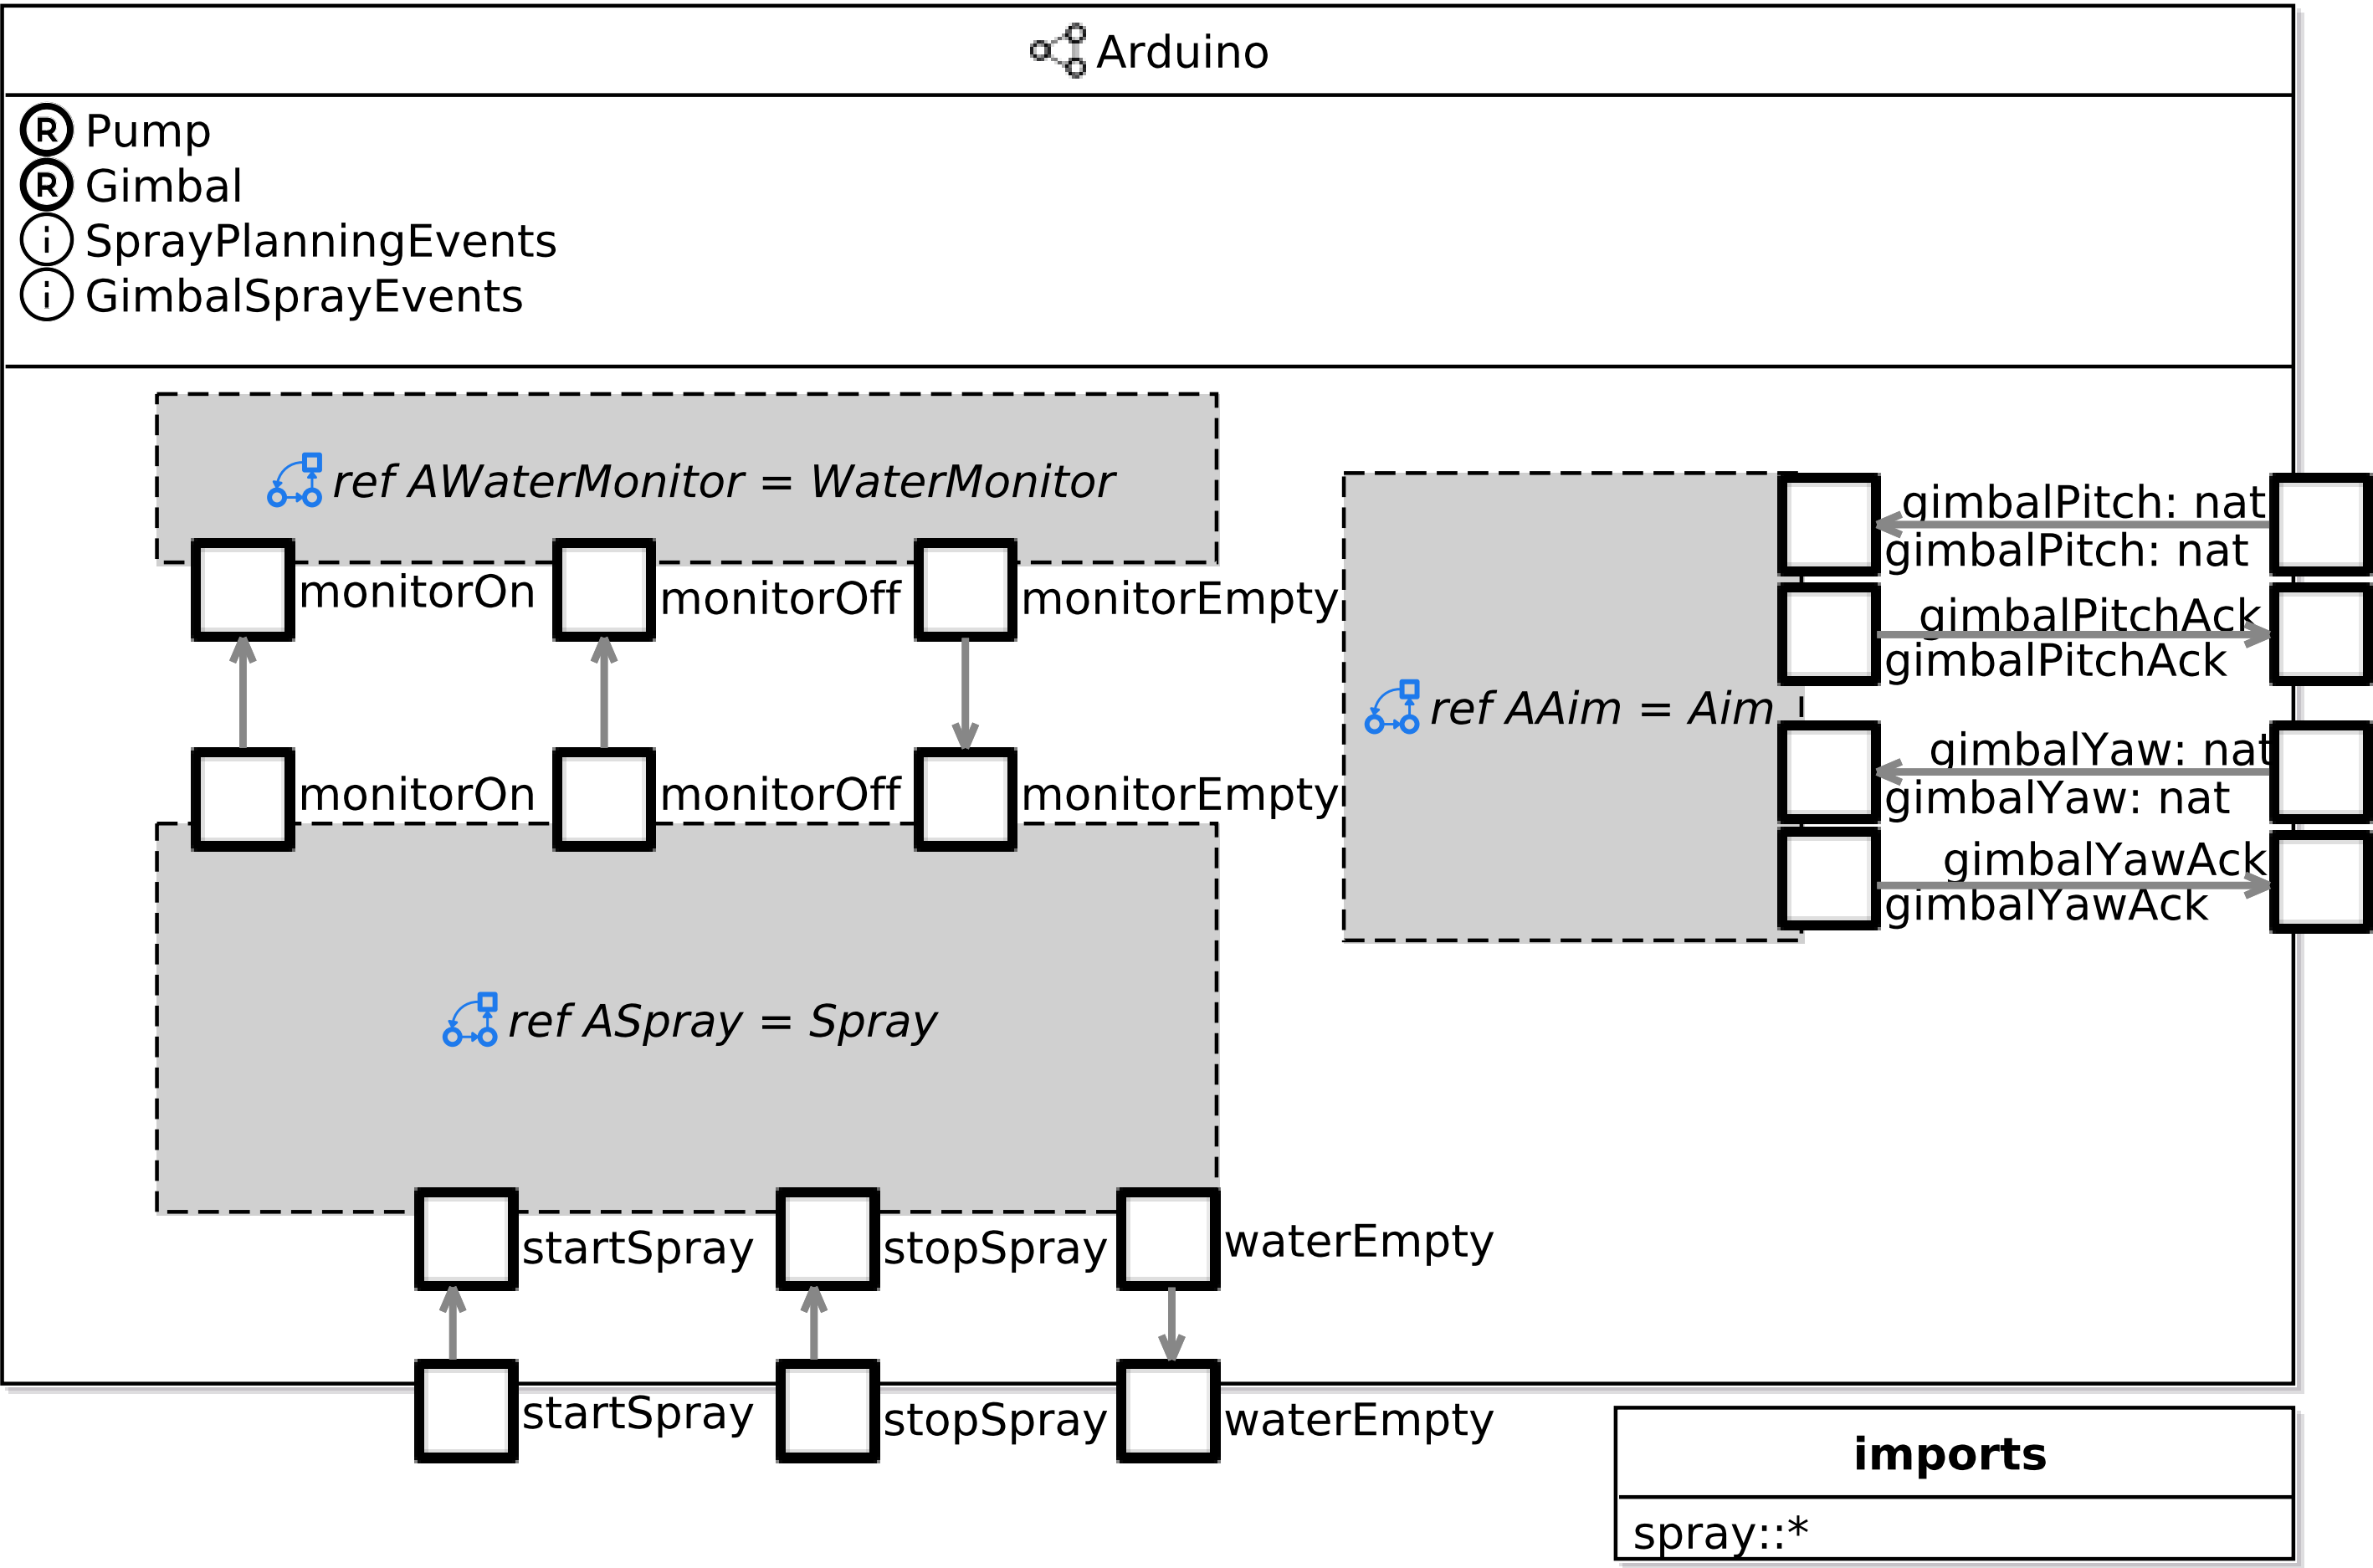 Arduino
R Pump
R Gimbal
i SprayPlanningEvents
i GimbalSprayEvents
ref AWaterMonitor = WaterMonitor
monitorOn
monitorOff
monitorEmpty
monitorOn
monitorOff
monitorEmpty
ref ASpray = Spray
startSpray
stopSpray
waterEmpty
startSpray
stopSpray
waterEmpty
ref AAim = Aim
gimbalPitch: nat
gimbalPitch: nat
gimbalPitchAck
gimbalPitchAck
gimbalYaw: nat
gimbalYaw: nat
gimbalYawAck
gimbalYawAck
imports
spray::*